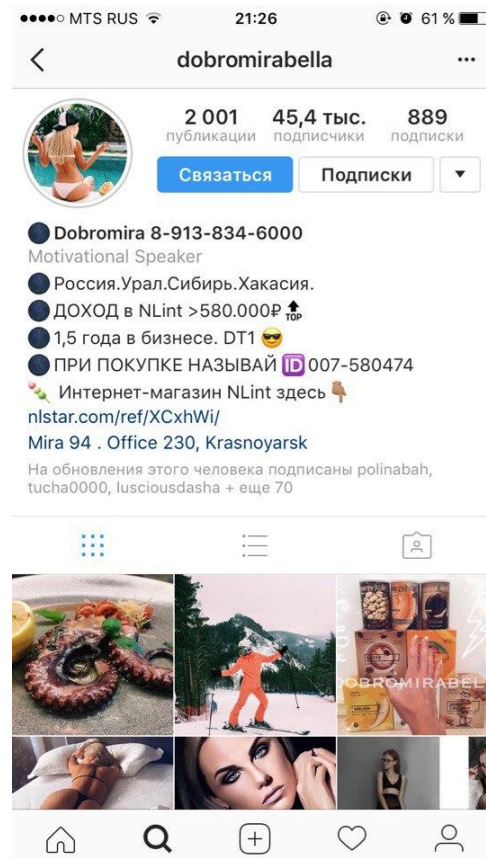 MTS RUS 21:26 61 %
dobromirabella
2 001 45,4 тыс. 889
публикации подписчики подписки
Связаться Подписки
Dobromira 8-913-834-6000
Motivational Speaker
Россия.Урал.Сибирь.Хакасия.
ДОХОД в NLint >580.000₽ TOP
1,5 года в бизнесе. DT1
ПРИ ПОКУПКЕ НАЗЫВАЙ ID 007-580474
Интернет-магазин NLint здесь
nlstar.com/ref/XCxhWi/
Mira 94 . Office 230, Krasnoyarsk
На обновления этого человека подписаны polinabah,
tucha0000, lusciousdasha + еще 70
DOBROMIRABEL
MELON